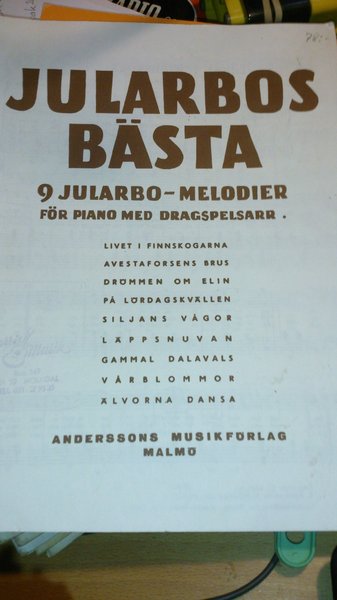 JULARBOS
BÄSTA
9 JULARBO-MELODIER
FÖR PIANO MED DRAGSPELSARR.
LIVET I FINNSKOGARNA
AVESTAFORSENS BRUS
DRÖMMEN OM ELIN
PÅ LÖRDAGSKVÄLLEN
SILJANS VÅGOR
LÄPPSNUVAN
GAMMAL DALAVALS
VÅRBLOMMOR
ÄLVORNA DANSA
ANDERSSONS MUSIKFÖRLAG
MALMÖ